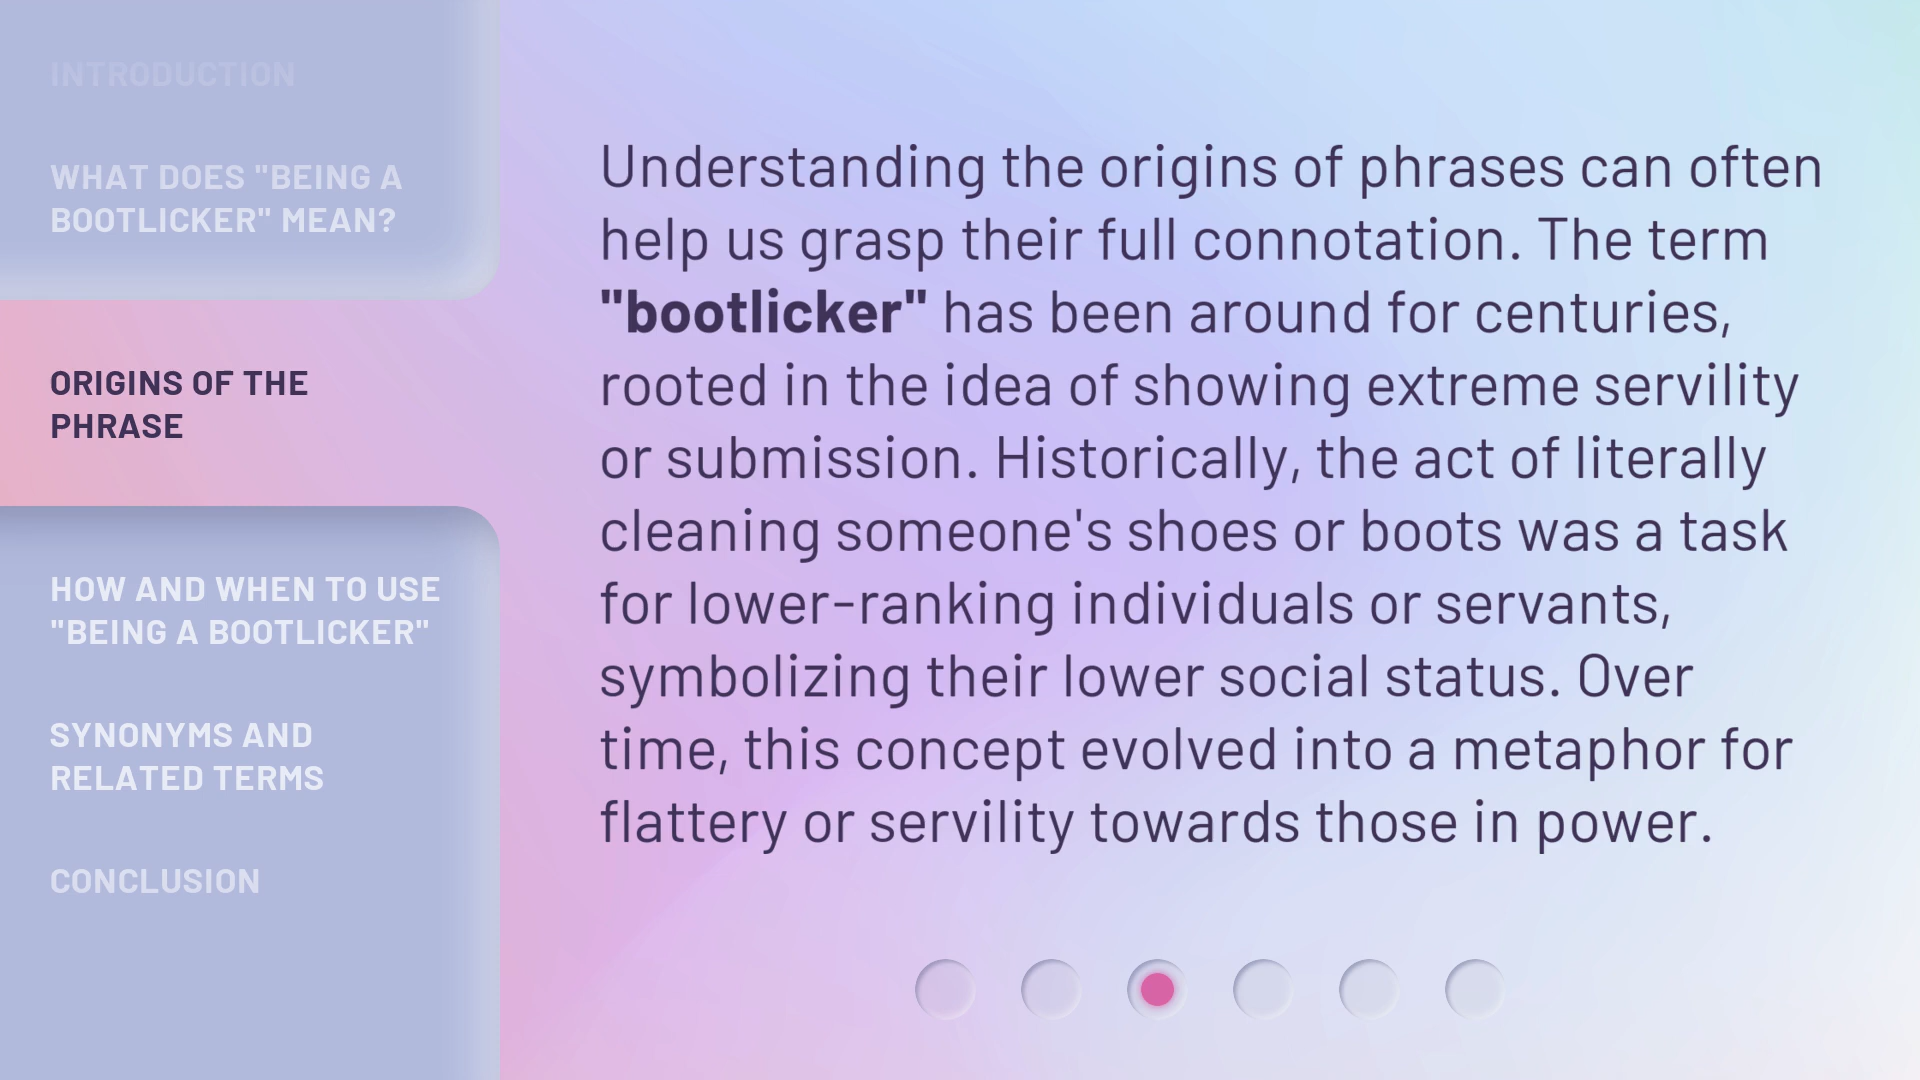 INTRODUCTION
WHAT DOES "BEING A
BOOTLICKER" MEAN?
ORIGINS OF THE
PHRASE
HOW AND WHEN TO USE
"BEING A BOOTLICKER"
SYNONYMS AND
RELATED TERMS
CONCLUSION
Understanding the origins of phrases can often
help us grasp their full connotation. The term
"bootlicker" has been around for centuries,
rooted in the idea of showing extreme servility
or submission. Historically, the act of literally
cleaning someone's shoes or boots was a task
for lower-ranking individuals or servants,
symbolizing their lower social status. Over
time, this concept evolved into a metaphor for
flattery or servility towards those in power.